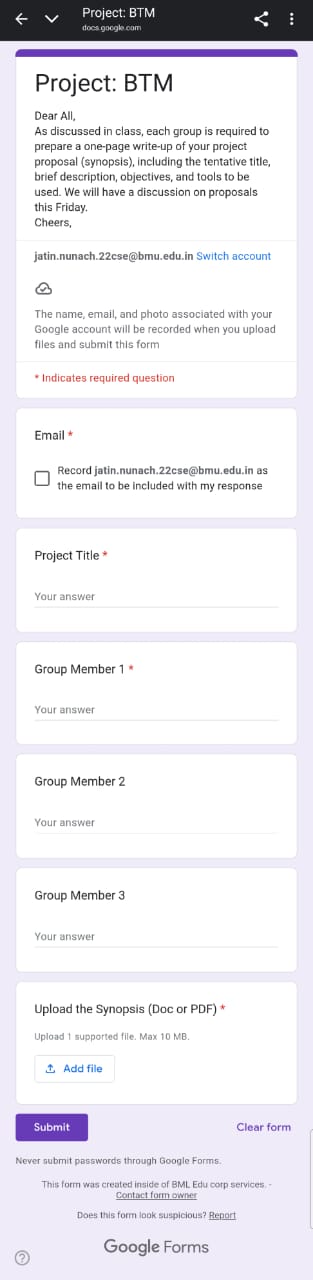 Project: BTM
docs.google.com
Project: BTM
Dear All,
As discussed in class, each group is required to
prepare a one-page write-up of your project
proposal (synopsis), including the tentative title,
brief description, objectives, and tools to be
used. We will have a discussion on proposals
this Friday.
Cheers,
jatin.nunach.22cse@bmu.edu.in Switch account
The name, email, and photo associated with your
Google account will be recorded when you upload
files and submit this form
* Indicates required question
Email *
Record jatin.nunach.22cse@bmu.edu.in as
the email to be included with my response
Project Title *
Your answer
Group Member 1 *
Your answer
Group Member 2
Your answer
Group Member 3
Your answer
Upload the Synopsis (Doc or PDF) *
Upload 1 supported file. Max 10 MB.
Add file
Submit
Clear form
Never submit passwords through Google Forms.
This form was created inside of BML Edu corp services. -
Contact form owner
Does this form look suspicious? Report
Google Forms